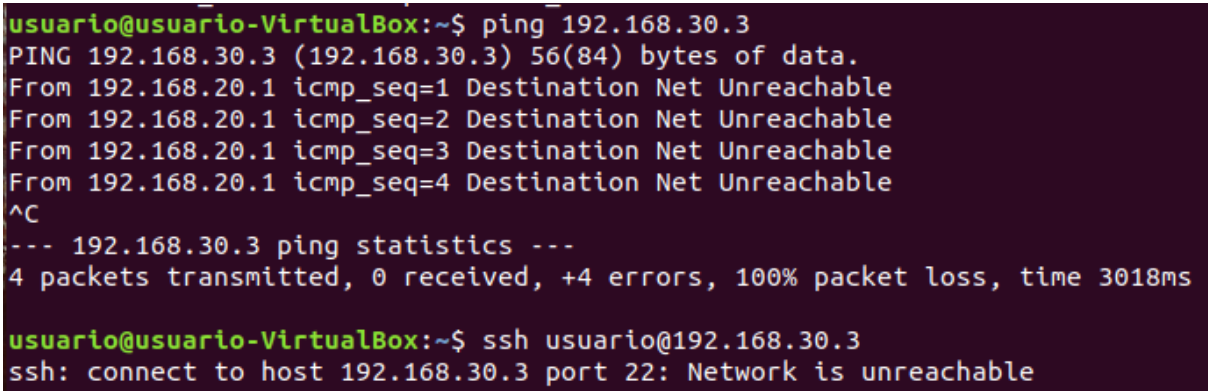 usuario@usuario-VirtualBox:~$ ping 192.168.30.3
PING 192.168.30.3 (192.168.30.3) 56(84) bytes of data.
From 192.168.20.1 icmp_seq=1 Destination Net Unreachable
From 192.168.20.1 icmp_seq=2 Destination Net Unreachable
From 192.168.20.1 icmp_seq=3 Destination Net Unreachable
From 192.168.20.1 icmp_seq=4 Destination Net Unreachable
^C
--- 192.168.30.3 ping statistics ---
4 packets transmitted, 0 received, +4 errors, 100% packet loss, time 3018ms
usuario@usuario-VirtualBox:~$ ssh usuario@192.168.30.3
ssh: connect to host 192.168.30.3 port 22: Network is unreachable